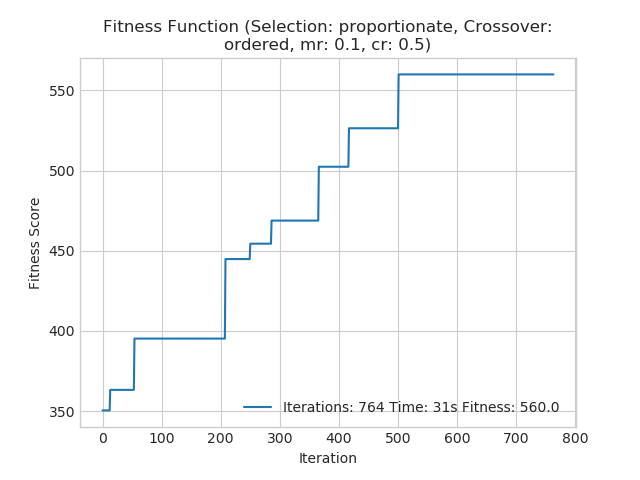 Fitness Function (Selection: proportionate, Crossover:
ordered, mr: 0.1, cr: 0.5)
Fitness Score
550
500
450
400
350
Iterations: 764 Time: 31s Fitness: 560.0
0 100 200 300 400 500 600 700 800
Iteration